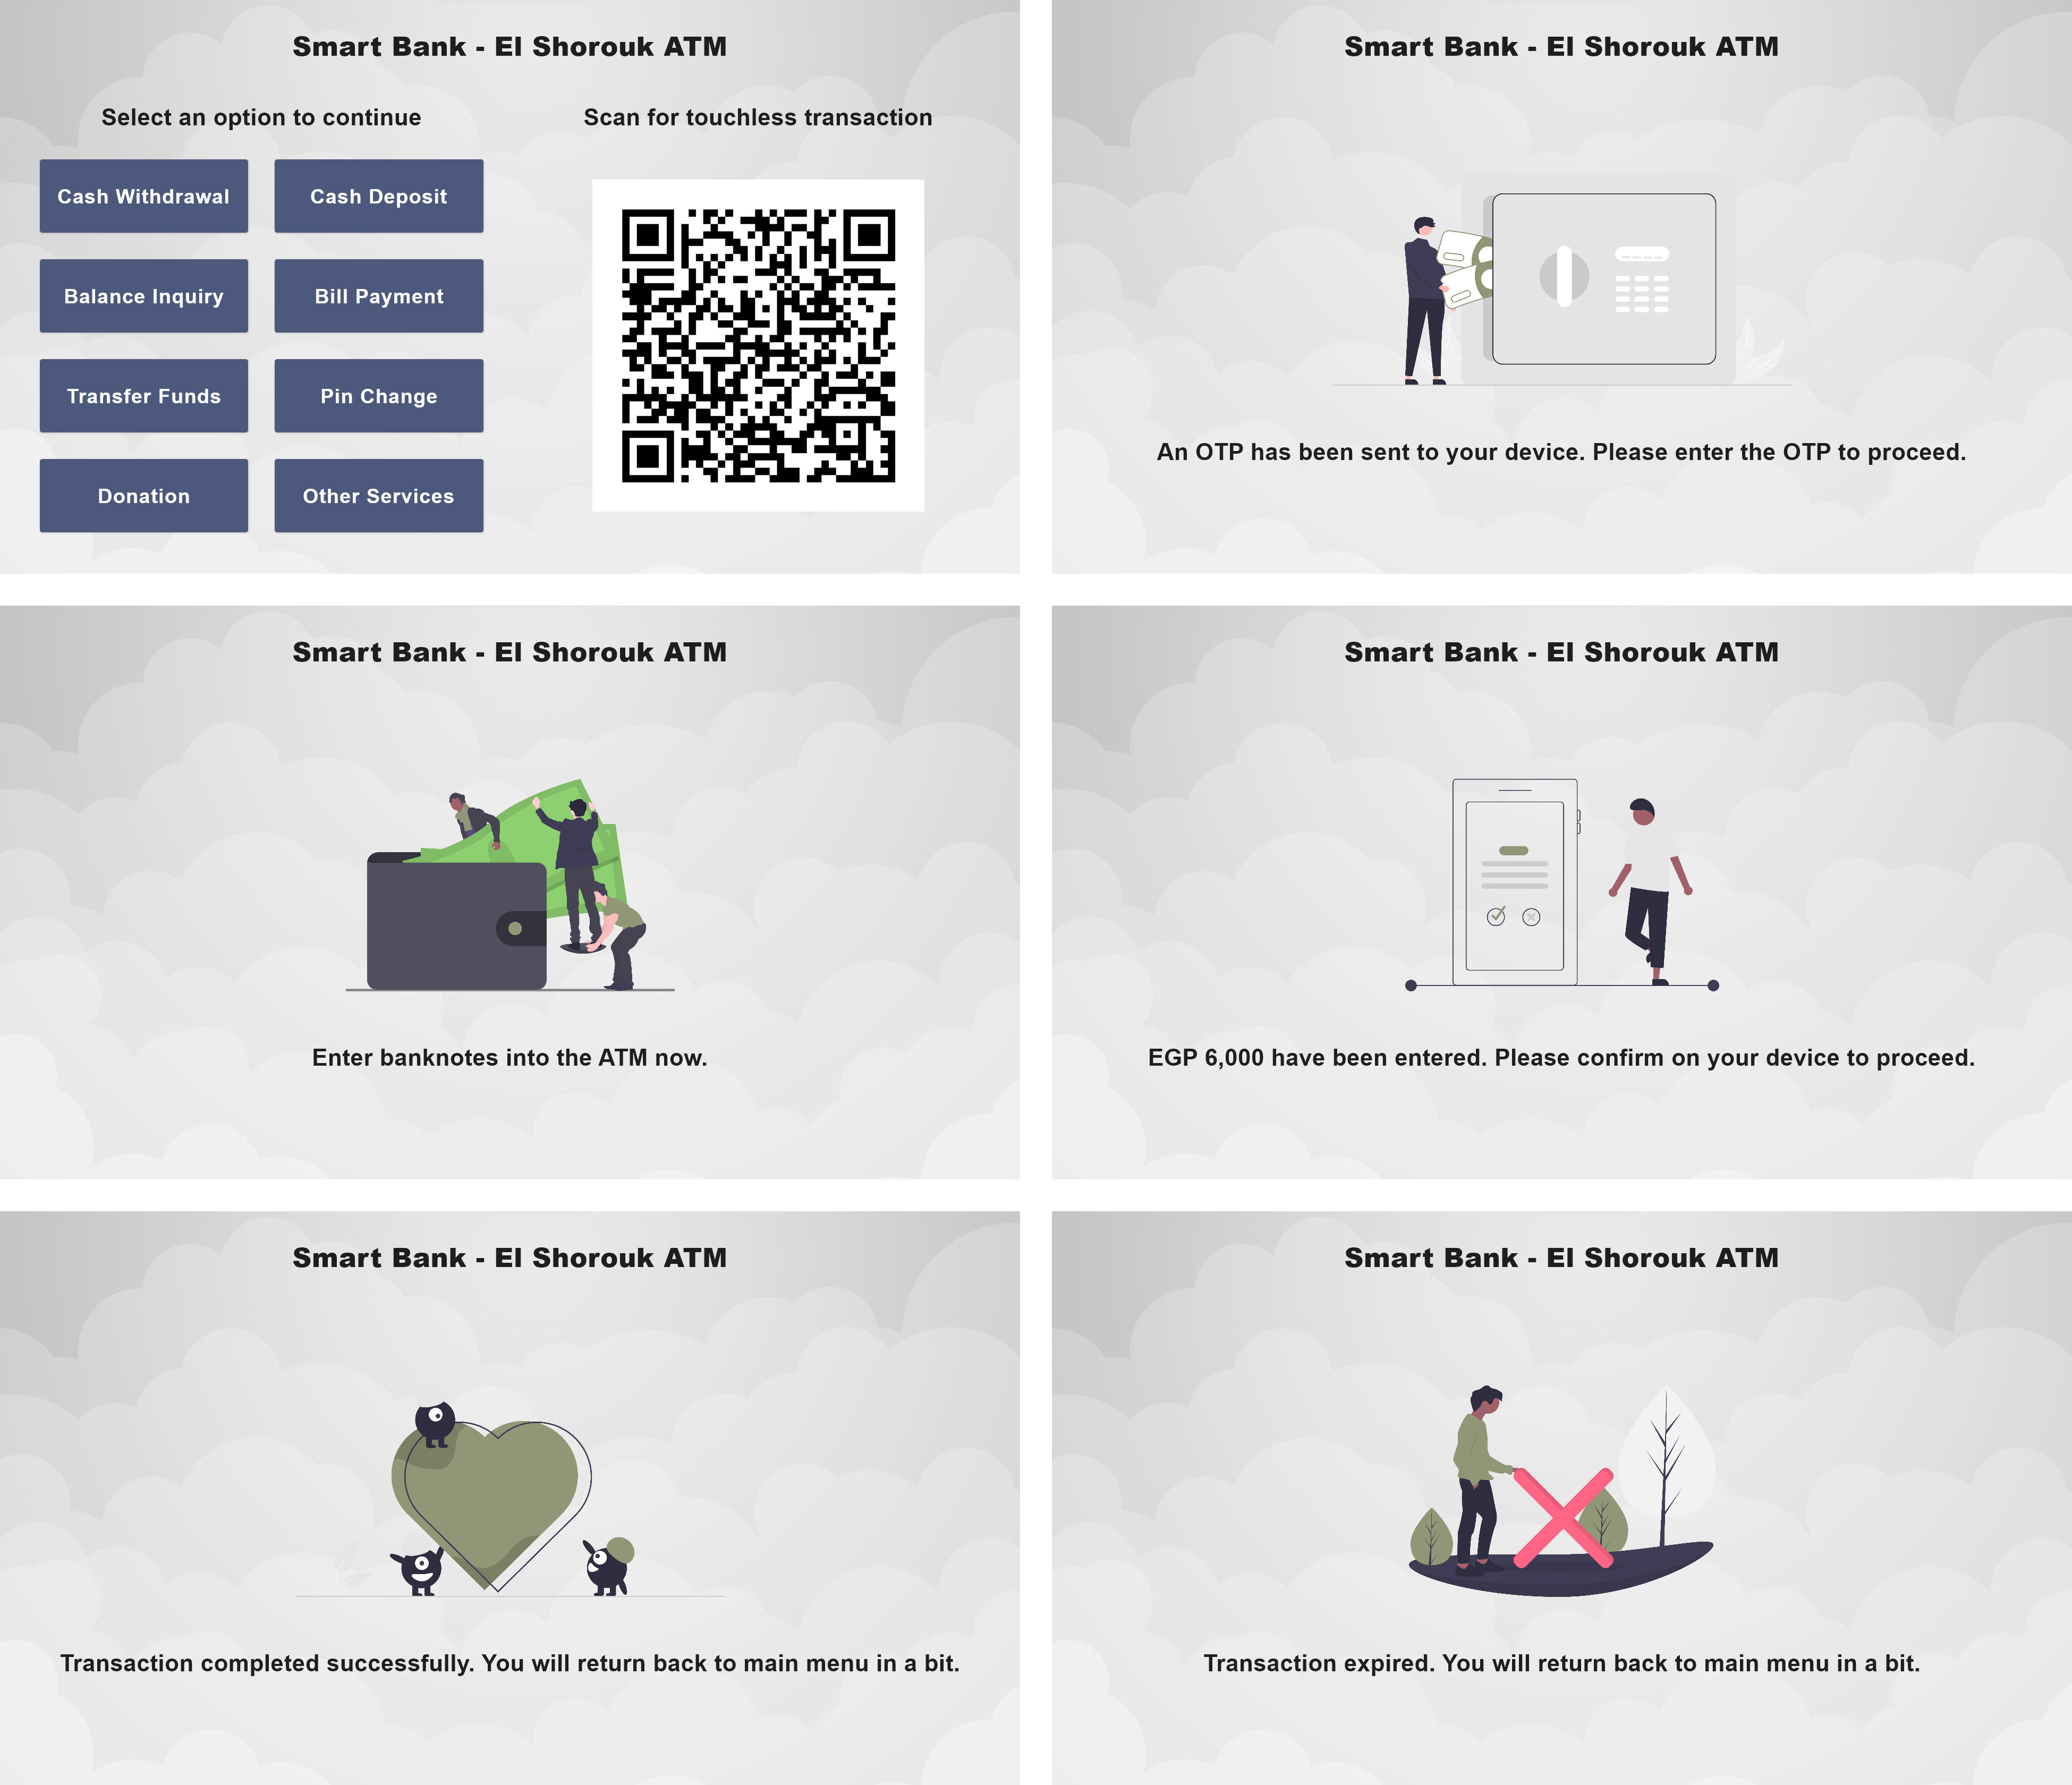 Smart Bank - El Shorouk ATM
Select an option to continue
Scan for touchless transaction
Cash Withdrawal
Cash Deposit
Balance Inquiry
Bill Payment
Transfer Funds
Pin Change
Donation
Other Services
Smart Bank - El Shorouk ATM
An OTP has been sent to your device. Please enter the OTP to proceed.
Smart Bank - El Shorouk ATM
Enter banknotes into the ATM now.
Smart Bank - El Shorouk ATM
EGP 6,000 have been entered. Please confirm on your device to proceed.
Smart Bank - El Shorouk ATM
Transaction completed successfully. You will return back to main menu in a bit.
Smart Bank - El Shorouk ATM
Transaction expired. You will return back to main menu in a bit.